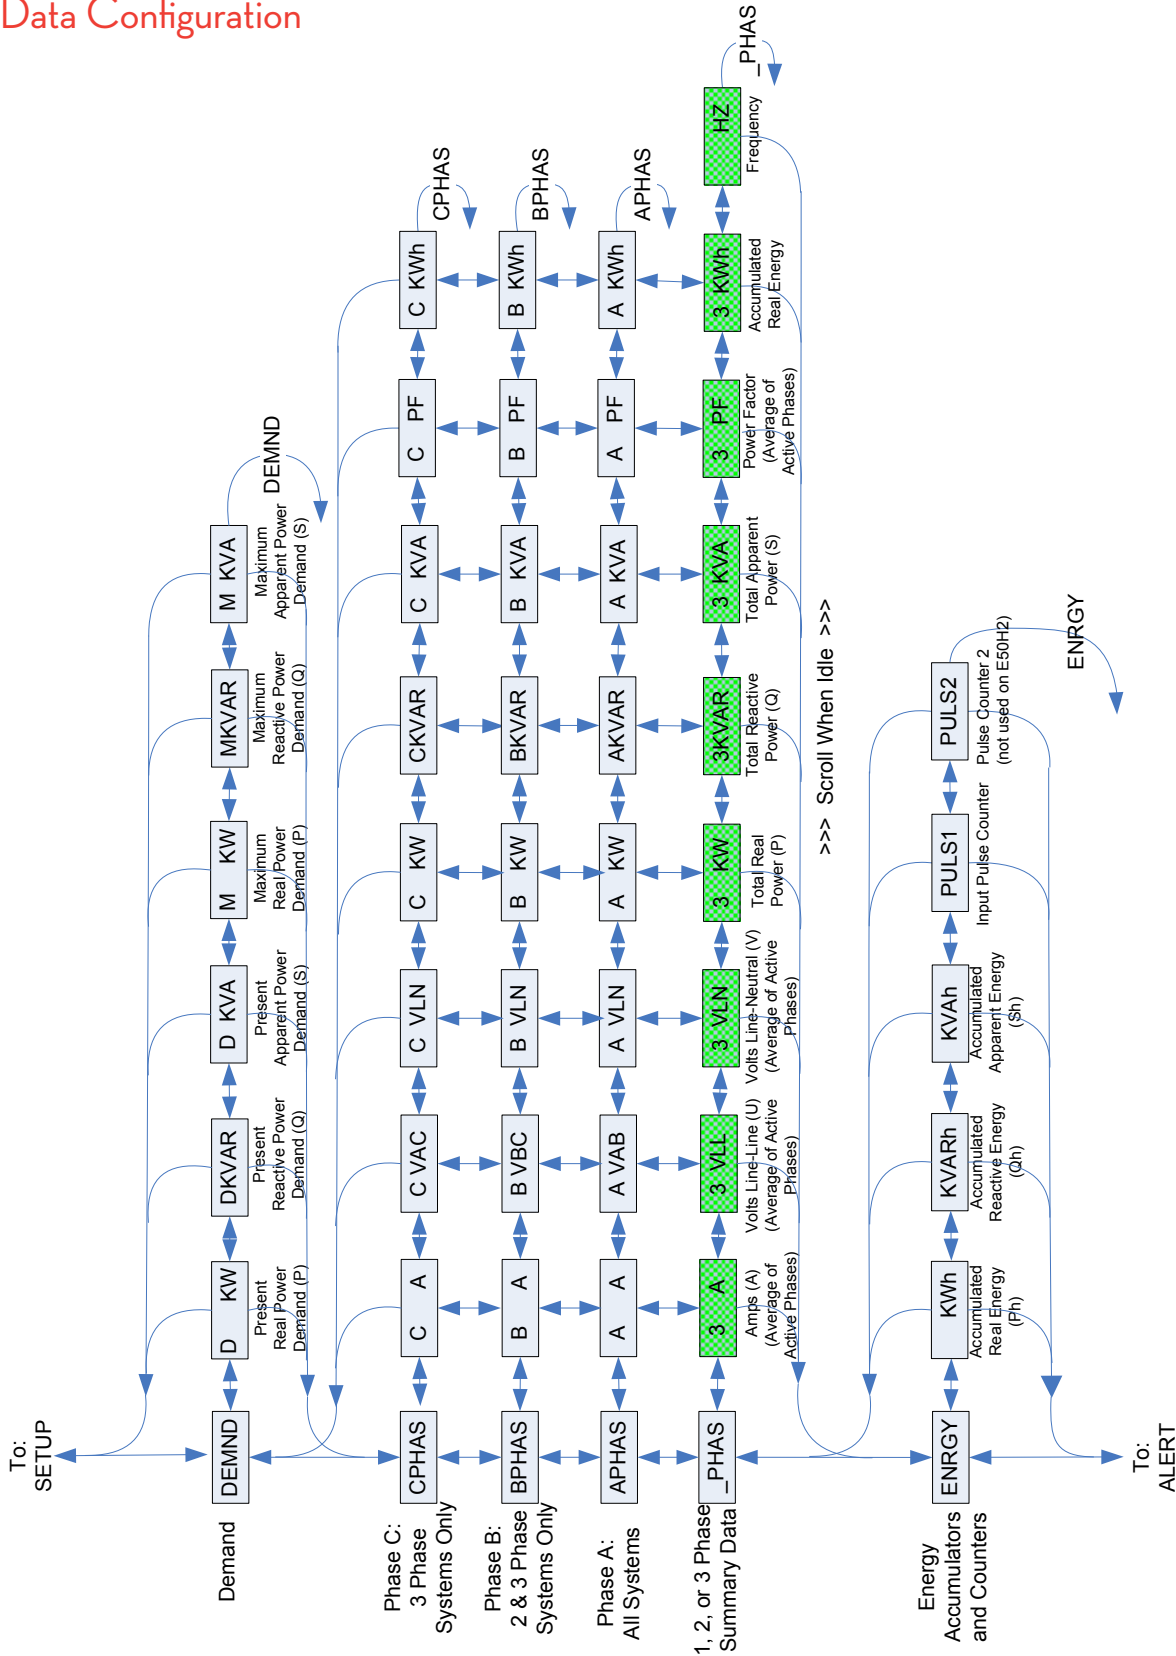 Data Configuration
To:
SETUP
Demand
DEMND
D KW
Present
Real Power
Demand (P)
DKVAR
Present
Reactive Power
Demand (Q)
D KVA
Present
Apparent Power
Demand (S)
M KW
Maximum
Real Power
Demand (P)
MKVAR
Maximum
Reactive Power
Demand (Q)
M KVA
Maximum
Apparent Power
Demand (S)
DEMND
Phase C:
3 Phase
Systems Only
CPHAS
C A
C VAC
C VLN
C KW
CKVAR
C KVA
C PF
C KWh
CPHAS
Phase B:
2 & 3 Phase
Systems Only
BPHAS
B A
B VBC
B VLN
B KW
BKVAR
B KVA
B PF
B KWh
BPHAS
Phase A:
All Systems
APHAS
A A
A VAB
A VLN
A KW
AKVAR
A KVA
A PF
A KWh
APHAS
1, 2, or 3 Phase
Summary Data
_PHAS
3 A
Amps (A)
(Average of
Active Phases)
3 VLL
Volts Line-Line (U)
(Average of Active
Phases)
3 VLN
Volts Line-Neutral (V)
(Average of Active
Phases)
3 KW
Total Real
Power (P)
3KVAR
Total Reactive
Power (Q)
3 KVA
Total Apparent
Power (S)
3 PF
Power Factor
(Average of
Active Phases)
3 KWh
Accumulated
Real Energy
HZ
Frequency
_PHAS
>>> Scroll When Idle >>>
Energy
Accumulators
and Counters
ENRGY
KWh
Accumulated
Real Energy
(Ph)
KVARh
Accumulated
Reactive Energy
(Qh)
KVAh
Accumulated
Apparent Energy
(Sh)
PULS1
Input Pulse Counter
PULS2
Pulse Counter 2
(not used on E50H2)
ENRGY
To:
ALERT